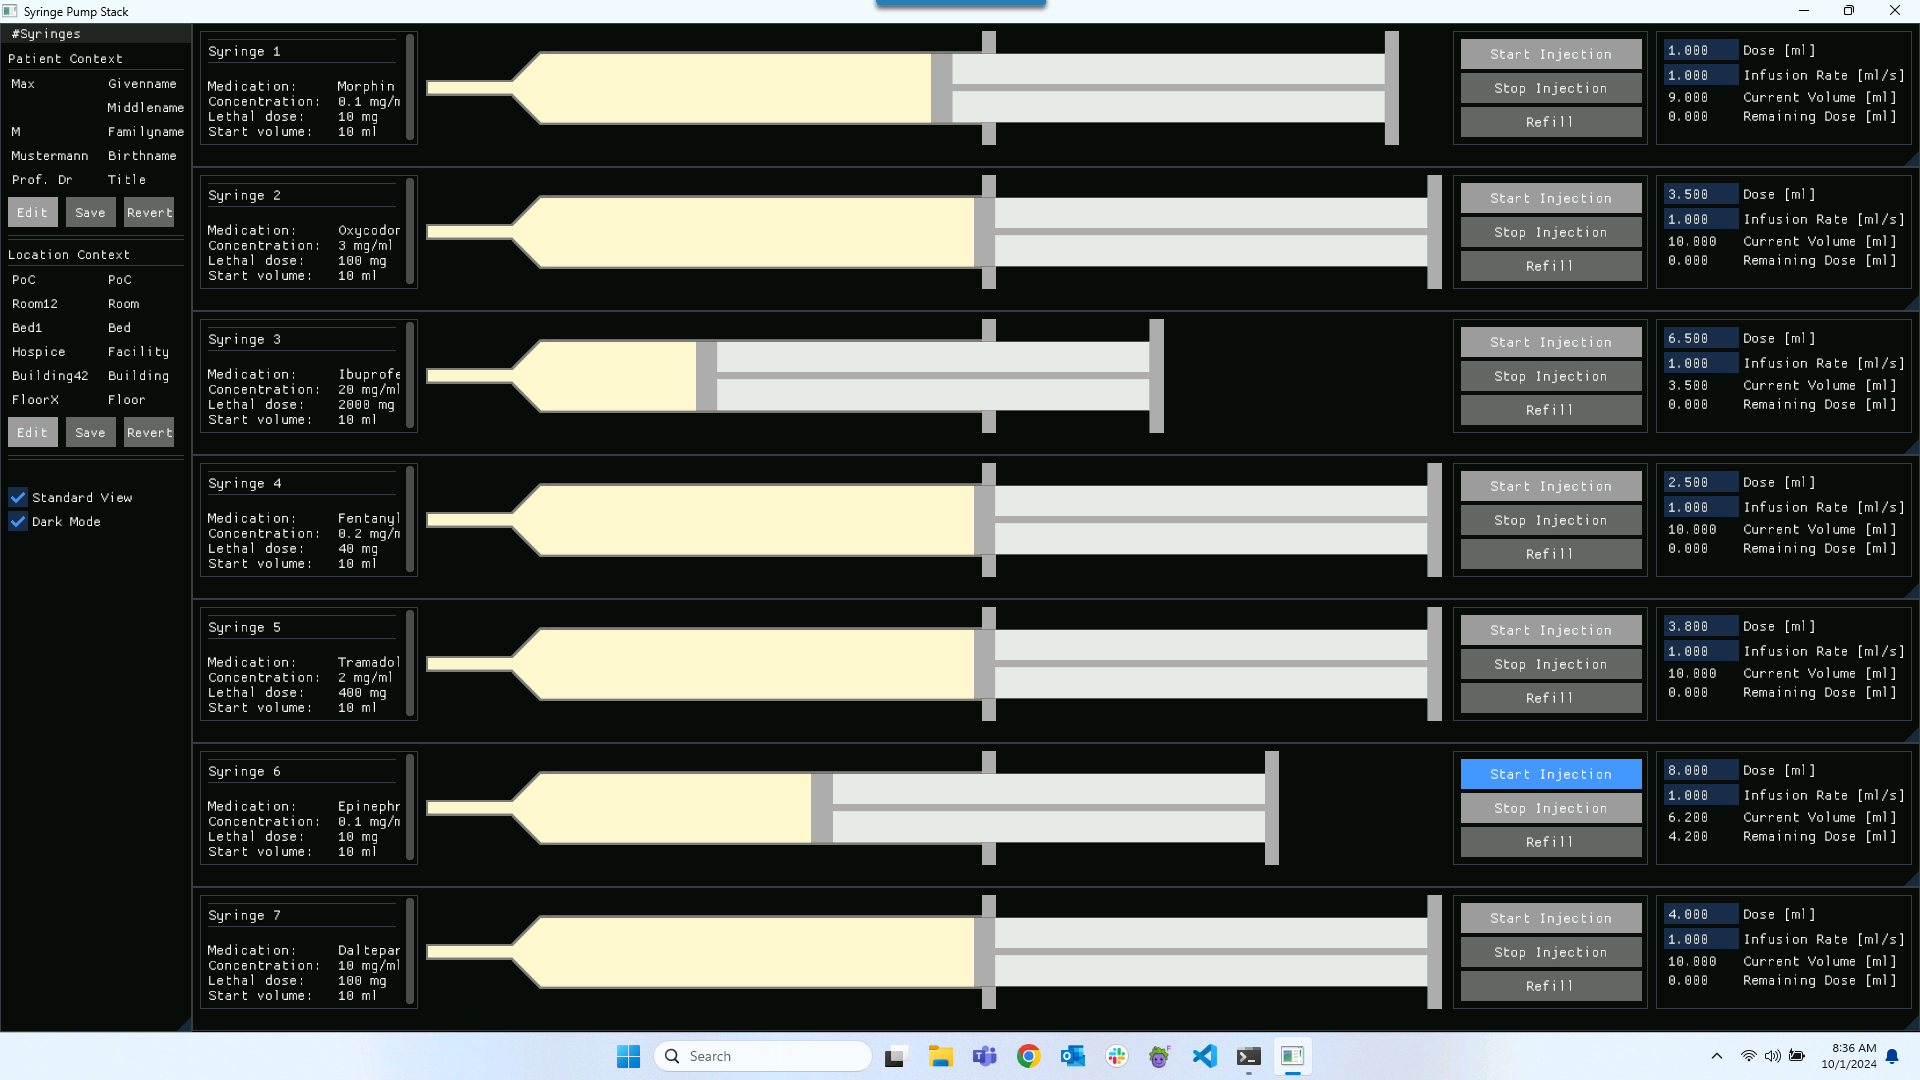 Syringe Pump Stack
#Syringes
Patient Context
Max Givenname
Middlename
M Familyname
Mustermann Birthname
Prof. Dr Title
Edit Save Revert
Location Context
PoC PoC
Room12 Room
Bed1 Bed
Hospice Facility
Building42 Building
FloorX Floor
Edit Save Revert
Standard View
Dark Mode
Syringe 1
Medication: Morphin
Concentration: 0.1 mg/m
Lethal dose: 10 mg
Start volume: 10 ml
Start Injection
Stop Injection
Refill
1.000 Dose [ml]
1.000 Infusion Rate [ml/s]
9.000 Current Volume [ml]
0.000 Remaining Dose [ml]
Syringe 2
Medication: Oxycodor
Concentration: 3 mg/ml
Lethal dose: 100 mg
Start volume: 10 ml
Start Injection
Stop Injection
Refill
3.500 Dose [ml]
1.000 Infusion Rate [ml/s]
10.000 Current Volume [ml]
0.000 Remaining Dose [ml]
Syringe 3
Medication: Ibuprofe
Concentration: 20 mg/ml
Lethal dose: 2000 mg
Start volume: 10 ml
Start Injection
Stop Injection
Refill
6.500 Dose [ml]
1.000 Infusion Rate [ml/s]
3.500 Current Volume [ml]
0.000 Remaining Dose [ml]
Syringe 4
Medication: Fentanyl
Concentration: 0.2 mg/m
Lethal dose: 40 mg
Start volume: 10 ml
Start Injection
Stop Injection
Refill
2.500 Dose [ml]
1.000 Infusion Rate [ml/s]
10.000 Current Volume [ml]
0.000 Remaining Dose [ml]
Syringe 5
Medication: Tramadol
Concentration: 2 mg/ml
Lethal dose: 400 mg
Start volume: 10 ml
Start Injection
Stop Injection
Refill
3.800 Dose [ml]
1.000 Infusion Rate [ml/s]
10.000 Current Volume [ml]
0.000 Remaining Dose [ml]
Syringe 6
Medication: Epinephr
Concentration: 0.1 mg/m
Lethal dose: 10 mg
Start volume: 10 ml
Start Injection
Stop Injection
Refill
8.000 Dose [ml]
1.000 Infusion Rate [ml/s]
6.200 Current Volume [ml]
4.200 Remaining Dose [ml]
Syringe 7
Medication: Daltepar
Concentration: 10 mg/ml
Lethal dose: 100 mg
Start volume: 10 ml
Start Injection
Stop Injection
Refill
4.000 Dose [ml]
1.000 Infusion Rate [ml/s]
10.000 Current Volume [ml]
0.000 Remaining Dose [ml]
Search
8:36 AM
10/1/2024